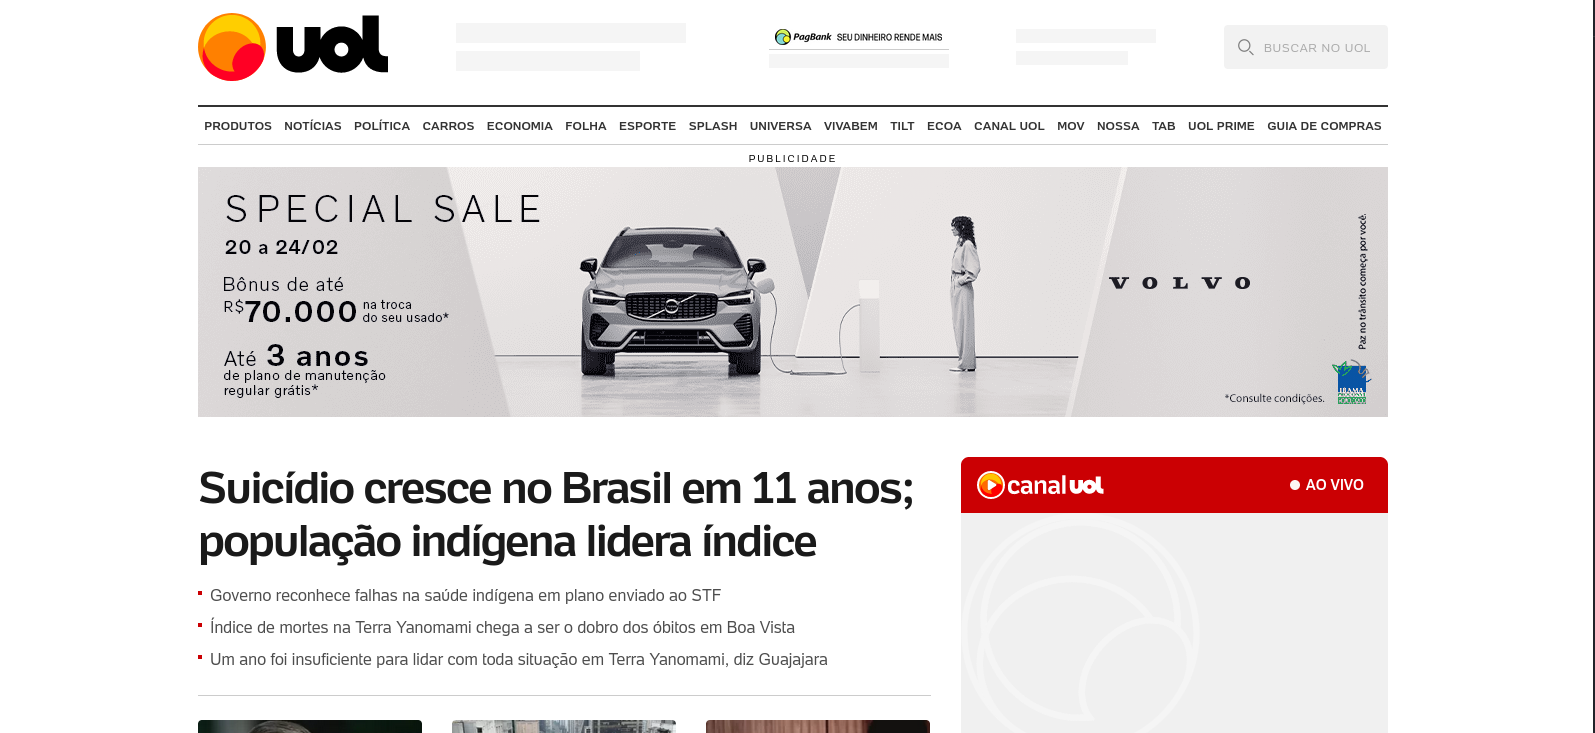 uol
PagBank SEU DINHEIRO RENDE MAIS
BUSCAR NO UOL
PRODUTOS NOTÍCIAS POLÍTICA CARROS ECONOMIA FOLHA ESPORTE SPLASH UNIVERSA VIVABEM TILT ECOA CANAL UOL MOV NOSSA TAB UOL PRIME GUIA DE COMPRAS
PUBLICIDADE
SPECIAL SALE
20 a 24/02
Bônus de até
R$70.000 na troca
do seu usado*
Até 3 anos
de plano de manutenção
regular grátis*
VOLVO
Paz no trânsito começa por você.
IBAMA
*Consulte condições.
Suicídio cresce no Brasil em 11 anos;
população indígena lidera índice
Governo reconhece falhas na saúde indígena em plano enviado ao STF
Índice de mortes na Terra Yanomami chega a ser o dobro dos óbitos em Boa Vista
Um ano foi insuficiente para lidar com toda situação em Terra Yanomami, diz Guajajara
canal uol
AO VIVO